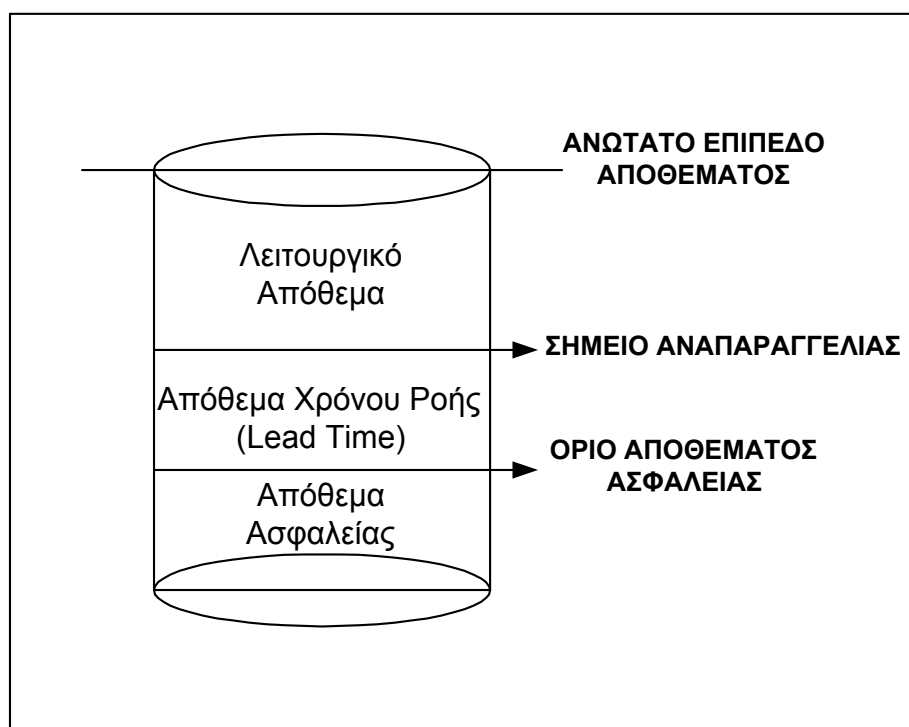 ΑΝΩΤΑΤΟ ΕΠΙΠΕΔΟ
ΑΠΟΘΕΜΑΤΟΣ
Λειτουργικό
Απόθεμα
ΣΗΜΕΙΟ ΑΝΑΠΑΡΑΓΓΕΛΙΑΣ
Απόθεμα Χρόνου Ροής
(Lead Time)
ΟΡΙΟ ΑΠΟΘΕΜΑΤΟΣ
ΑΣΦΑΛΕΙΑΣ
Απόθεμα
Ασφαλείας